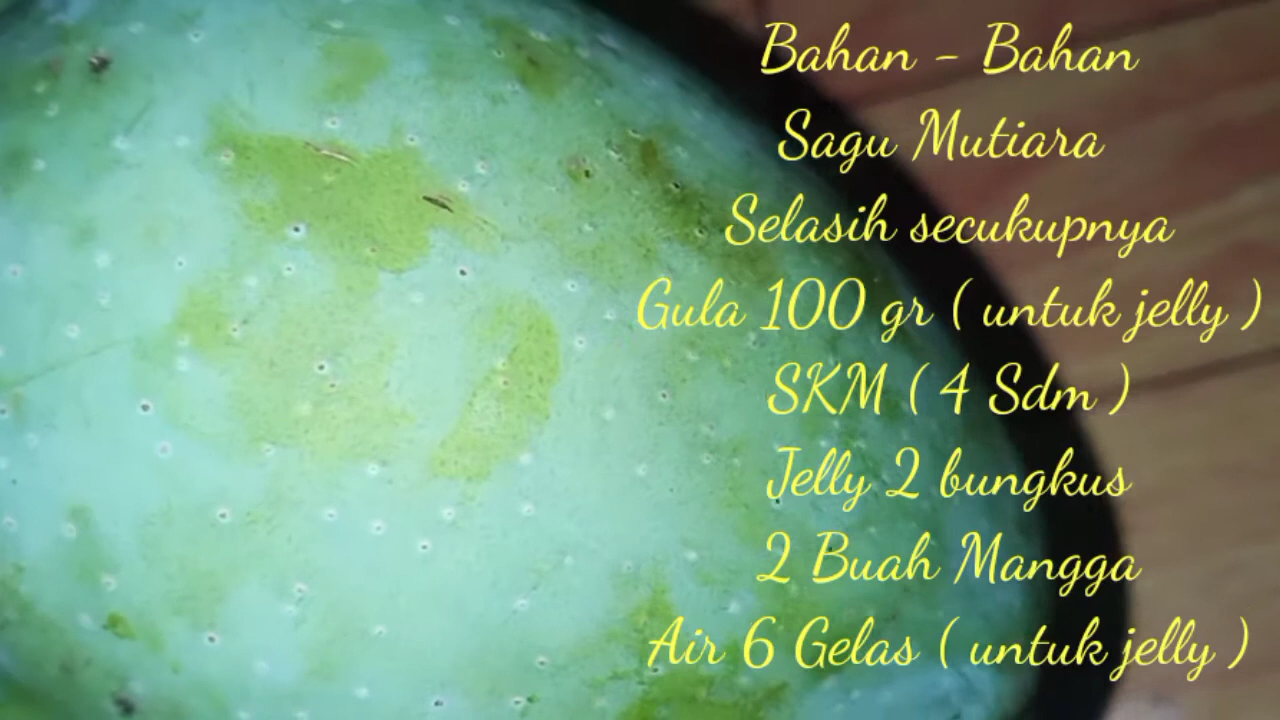 Bahan - Bahan
Sagu Mutiara
Selasih secukupnya
Gula 100 gr ( untuk jelly )
SKM ( 4 Sdm )
Jelly 2 bungkus
2 Buah Mangga
Air 6 Gelas ( untuk jelly )